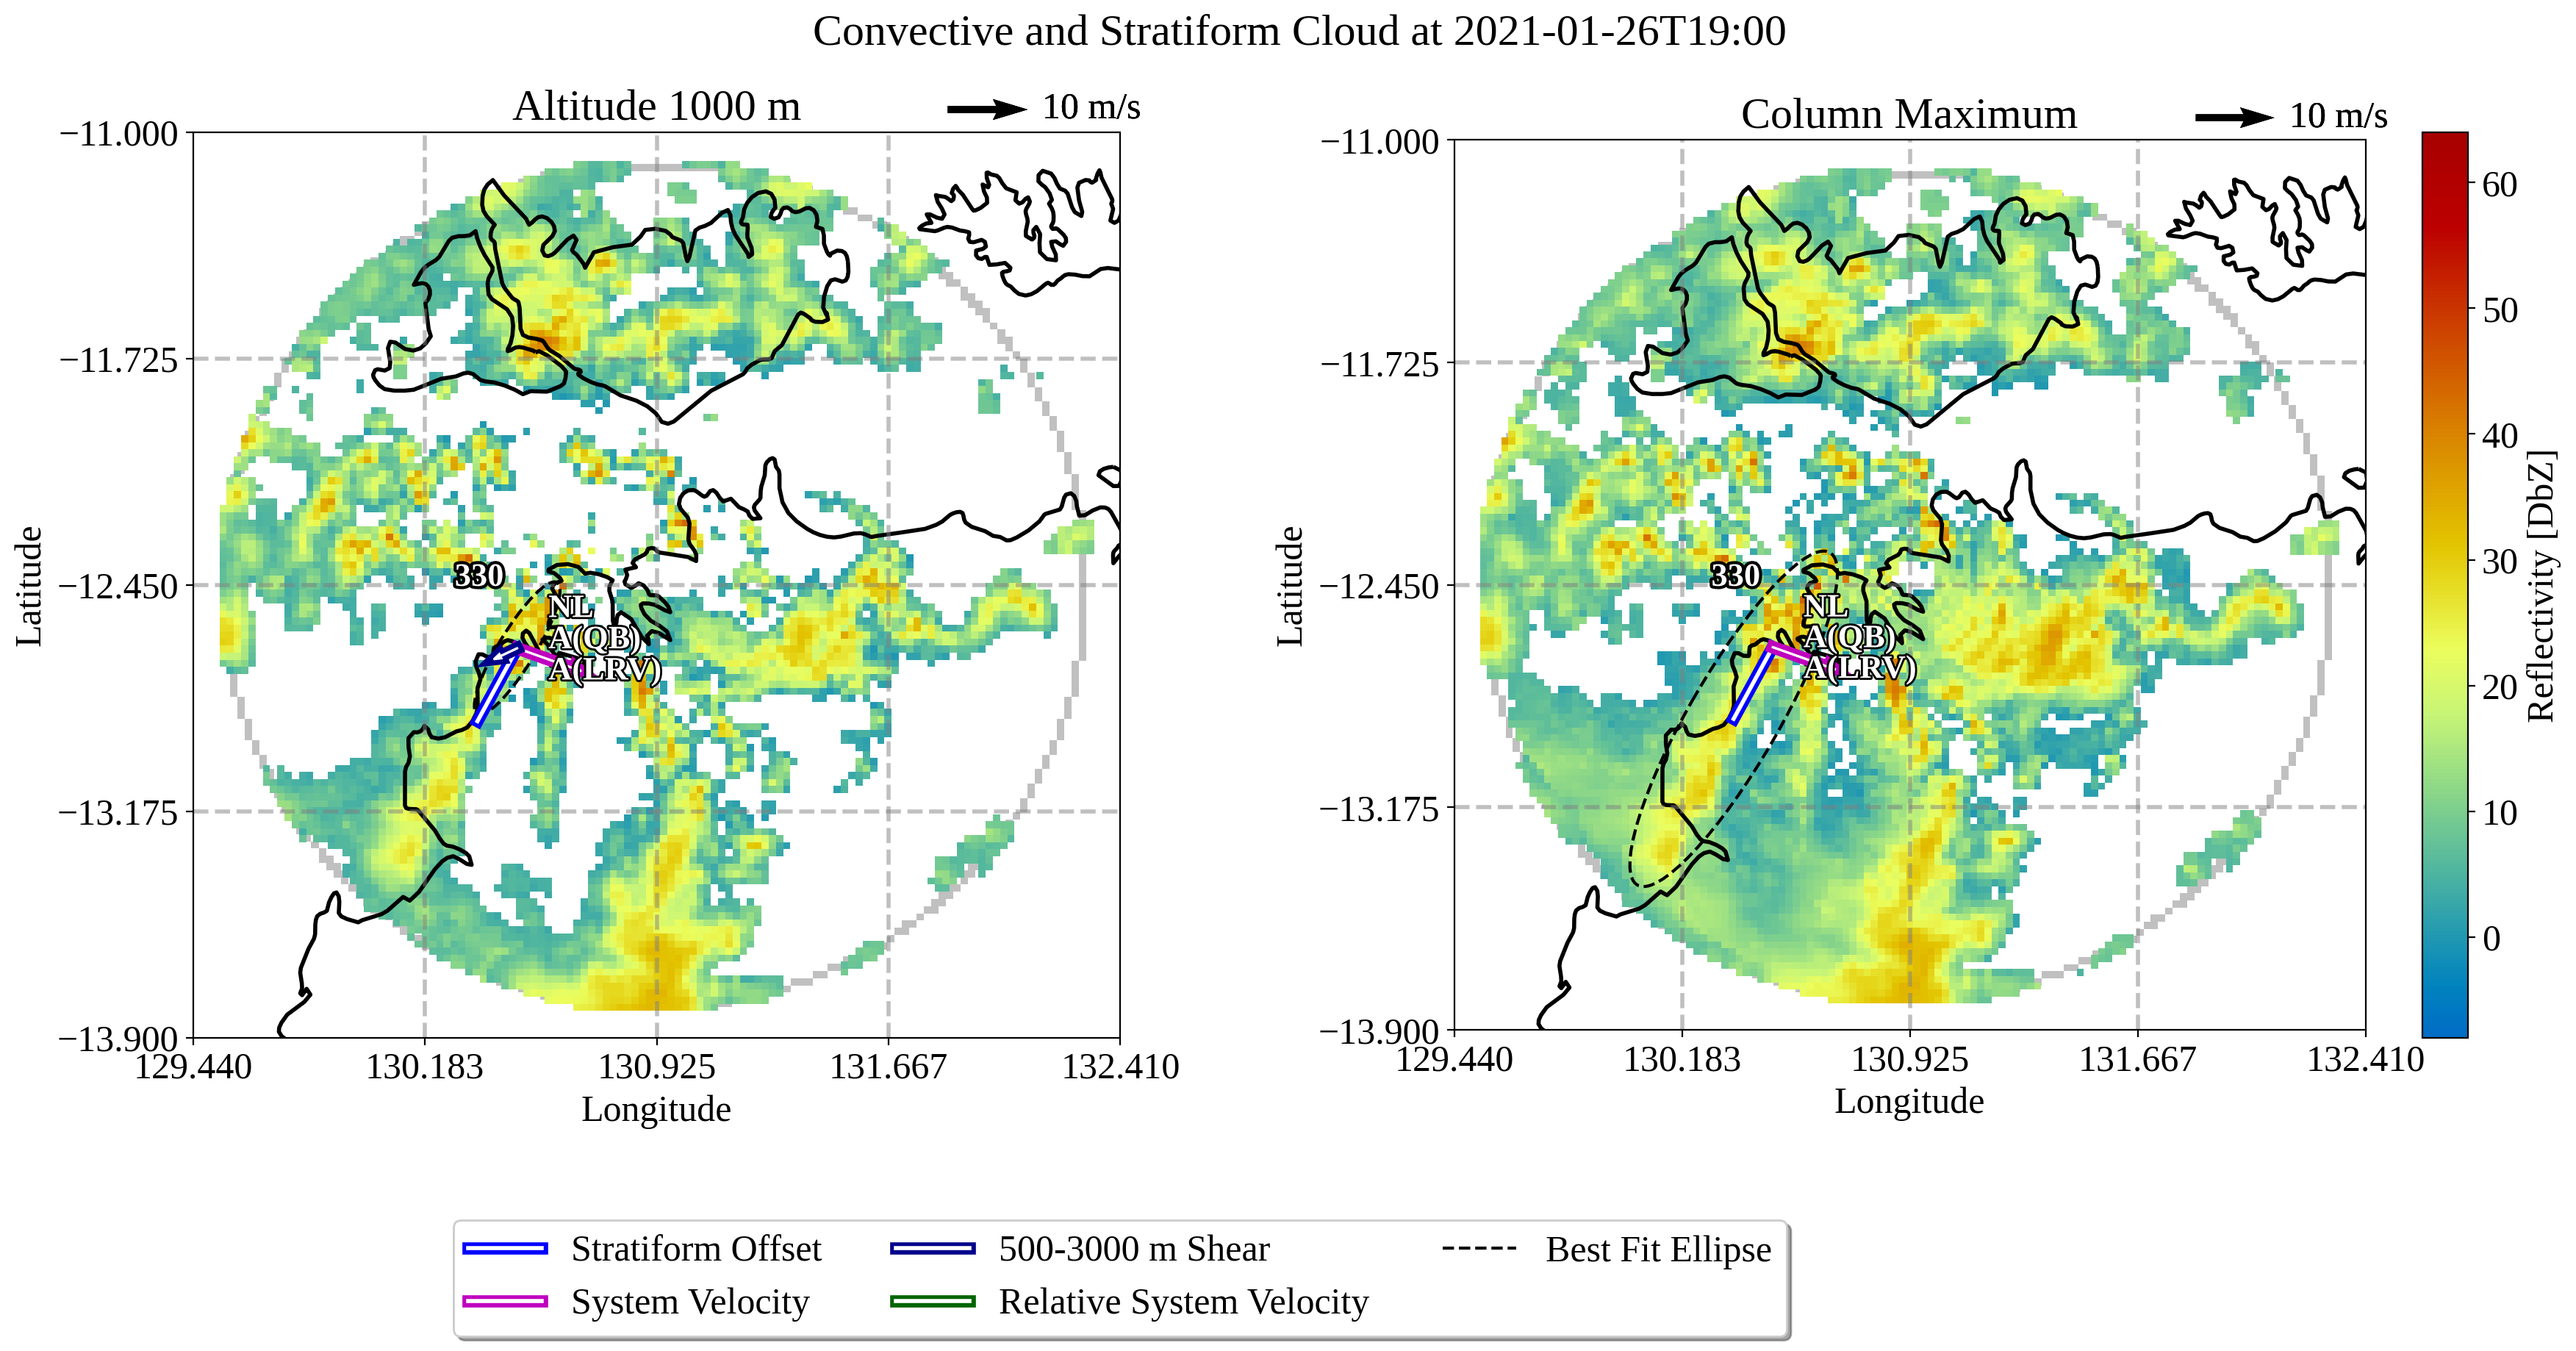 Convective and Stratiform Cloud at 2021-01-26T19:00
Altitude 1000 m
10 m/s
−11.000
−11.725
−12.450
−13.175
−13.900
129.440
130.183
130.925
131.667
132.410
Latitude
Longitude
330
NL
A(QB)
A(LRV)
Column Maximum
10 m/s
−11.000
−11.725
−12.450
−13.175
−13.900
129.440
130.183
130.925
131.667
132.410
Latitude
Longitude
330
NL
A(QB)
A(LRV)
60
50
40
30
20
10
0
Reflectivity [DbZ]
Stratiform Offset
System Velocity
500-3000 m Shear
Relative System Velocity
Best Fit Ellipse